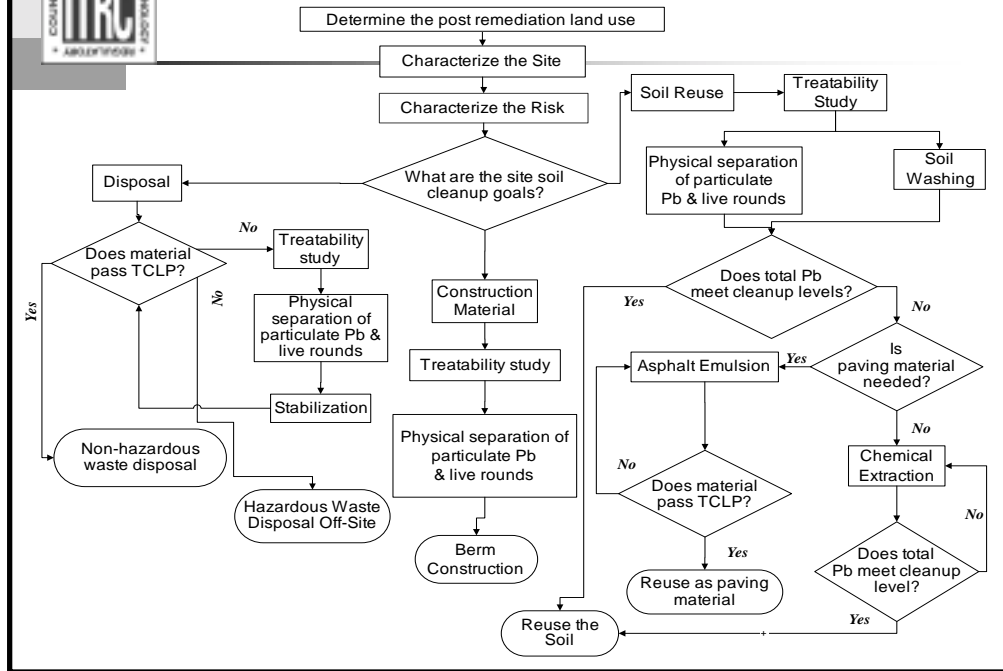 ITRC
REGULATORY
Determine the post remediation land use
Characterize the Site
Characterize the Risk
What are the site soil
cleanup goals?
Soil Reuse
Treatability
Study
Physical separation
of particulate
Pb & live rounds
Soil
Washing
Disposal
Does material
pass TCLP?
No
No
Yes
Treatability
study
Physical
separation of
particulate Pb &
live rounds
Stabilization
Non-hazardous
waste disposal
Hazardous Waste
Disposal Off-Site
Construction
Material
Treatability study
Physical separation of
particulate Pb
& live rounds
Berm
Construction
Does total Pb
meet cleanup levels?
Yes
No
Is
paving material
needed?
Yes
No
Asphalt Emulsion
Does material
pass TCLP?
No
Yes
Reuse as paving
material
Chemical
Extraction
No
Does total
Pb meet cleanup
level?
Yes
Reuse the
Soil